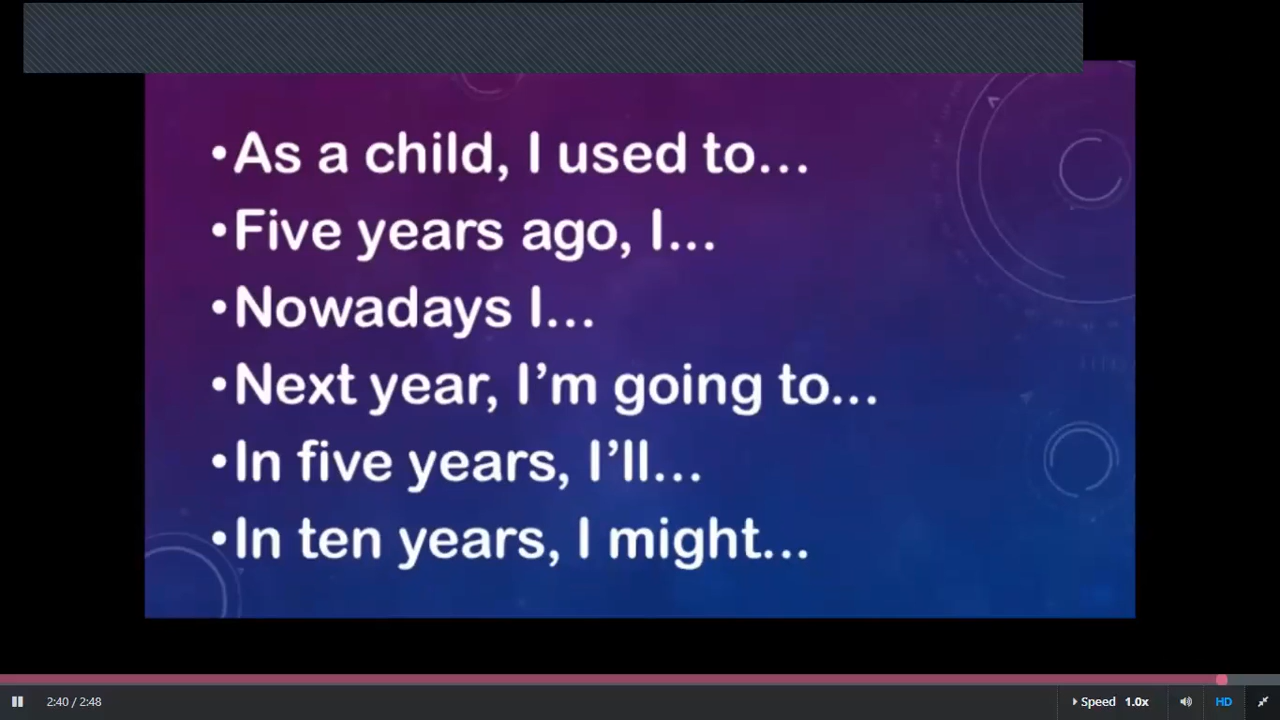 •As a child, I used to...
•Five years ago, I...
•Nowadays I...
•Next year, I’m going to...
•In five years, I’ll...
•In ten years, I might...
2:40 / 2:48
Speed 1.0x
HD